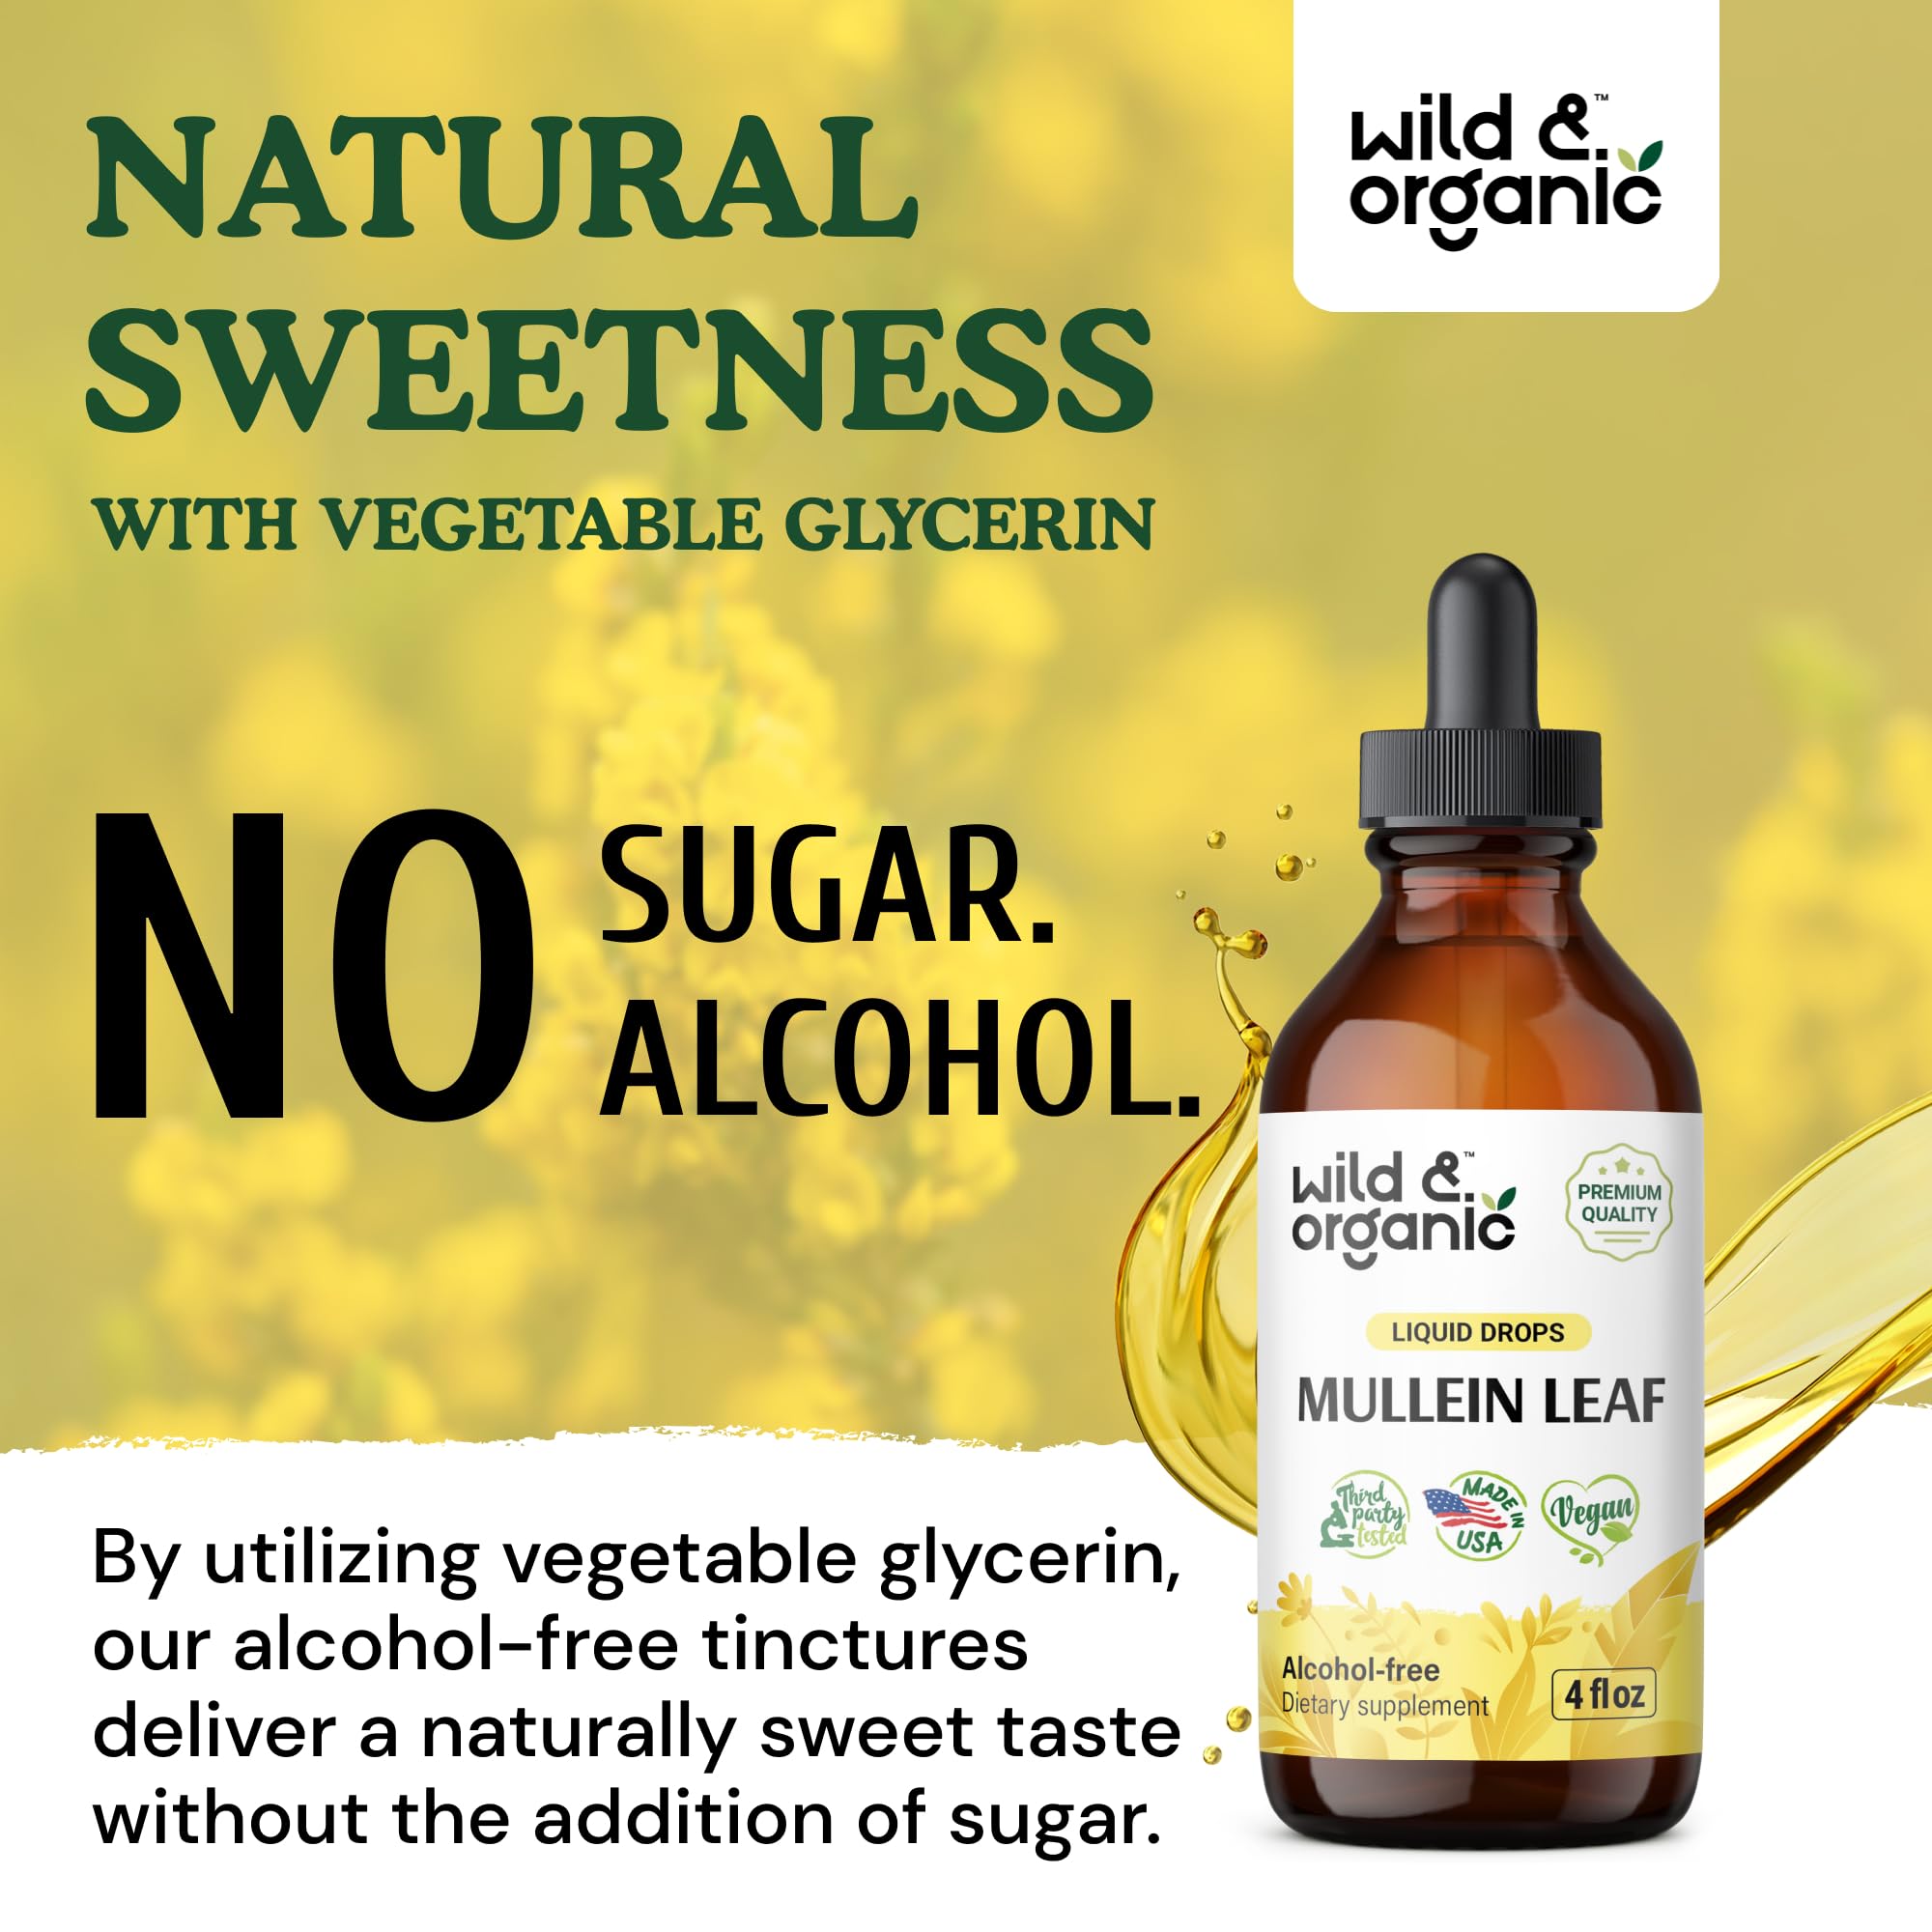 NATURAL
SWEETNESS
WITH VEGETABLE GLYCERIN
wild &™
organic
NO
SUGAR.
ALCOHOL.
By utilizing vegetable glycerin,
our alcohol-free tinctures
deliver a naturally sweet taste
without the addition of sugar.
wild &™
organic
PREMIUM
QUALITY
LIQUID DROPS
MULLEIN LEAF
Third
party
tested
MADE IN
USA
Vegan
Alcohol-free
Dietary supplement
4 fl oz